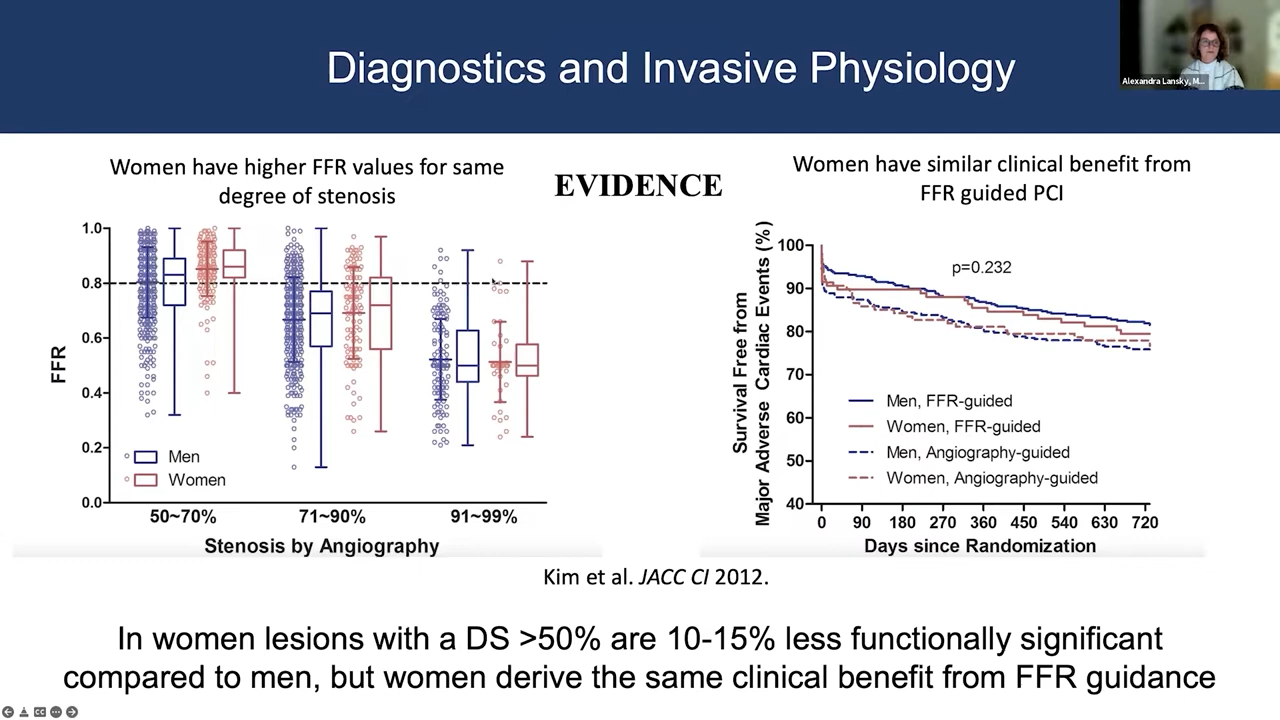 Diagnostics and Invasive Physiology
Alexandra Lansky, M...
Women have higher FFR values for same
degree of stenosis
EVIDENCE
Women have similar clinical benefit from
FFR guided PCI
FFR
1.0
0.8
0.6
0.4
0.2
0.0
Men
Women
50~70%
71~90%
91~99%
Stenosis by Angiography
Survival Free from
Major Adverse Cardiac Events (%)
100
90
80
70
60
50
40
p=0.232
Men, FFR-guided
Women, FFR-guided
Men, Angiography-guided
Women, Angiography-guided
0 90 180 270 360 450 540 630 720
Days since Randomization
Kim et al. JACC CI 2012.
In women lesions with a DS >50% are 10-15% less functionally significant
compared to men, but women derive the same clinical benefit from FFR guidance